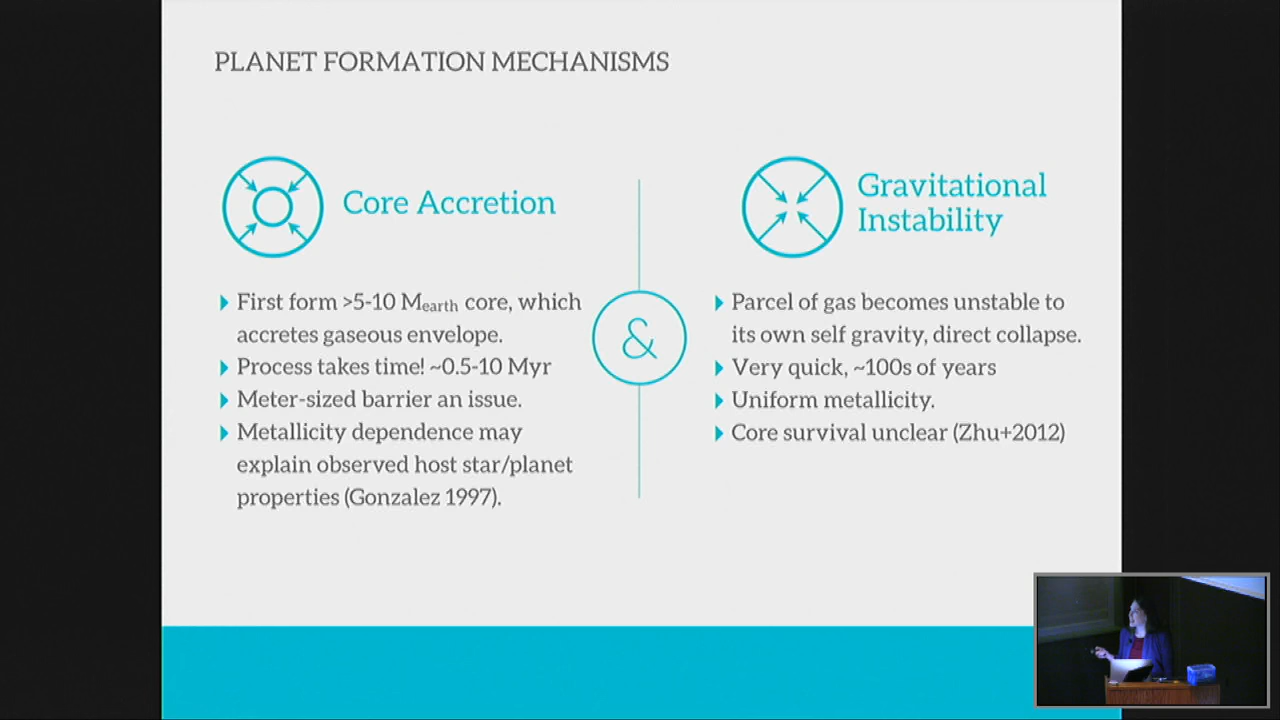 PLANET FORMATION MECHANISMS
Core Accretion
First form >5-10 Mearth core, which
accretes gaseous envelope.
Process takes time! ~0.5-10 Myr
Meter-sized barrier an issue.
Metallicity dependence may
explain observed host star/planet
properties (Gonzalez 1997).
&
Gravitational
Instability
Parcel of gas becomes unstable to
its own self gravity, direct collapse.
Very quick, ~100s of years
Uniform metallicity.
Core survival unclear (Zhu+2012)